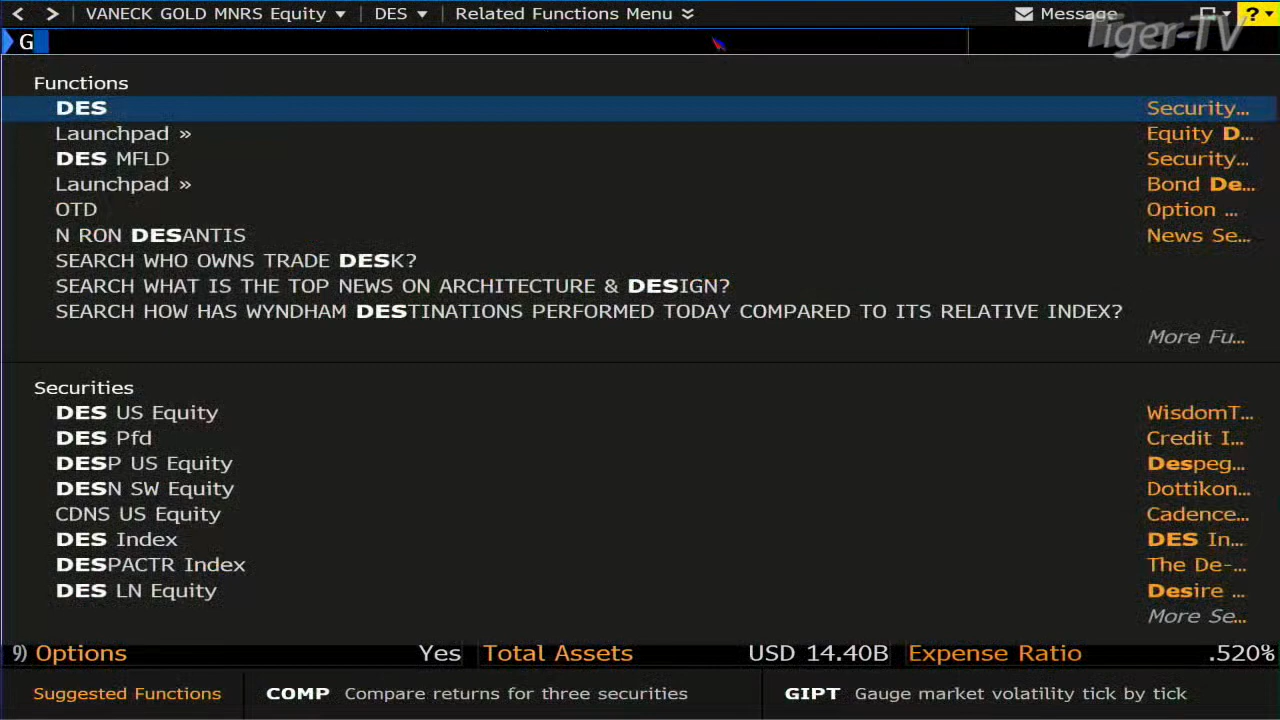 < > VANECK GOLD MNRS Equity DES Related Functions Menu Message ?
Tiger-TV
G
Functions
DES Security...
Launchpad » Equity D...
DES MFLD Security...
Launchpad » Bond De...
OTD Option ...
N RON DESANTIS News Se...
SEARCH WHO OWNS TRADE DESK?
SEARCH WHAT IS THE TOP NEWS ON ARCHITECTURE & DESIGN?
SEARCH HOW HAS WYNDHAM DESTINATIONS PERFORMED TODAY COMPARED TO ITS RELATIVE INDEX?
More Fu...
Securities
DES US Equity WisdomT...
DES Pfd Credit I...
DESP US Equity Despeg...
DESN SW Equity Dottikon...
CDNS US Equity Cadence...
DES Index DES In...
DESPACTR Index The De-...
DES LN Equity Desire ...
More Se...
9) Options Yes Total Assets USD 14.40B Expense Ratio .520%
Suggested Functions COMP Compare returns for three securities GIPT Gauge market volatility tick by tick